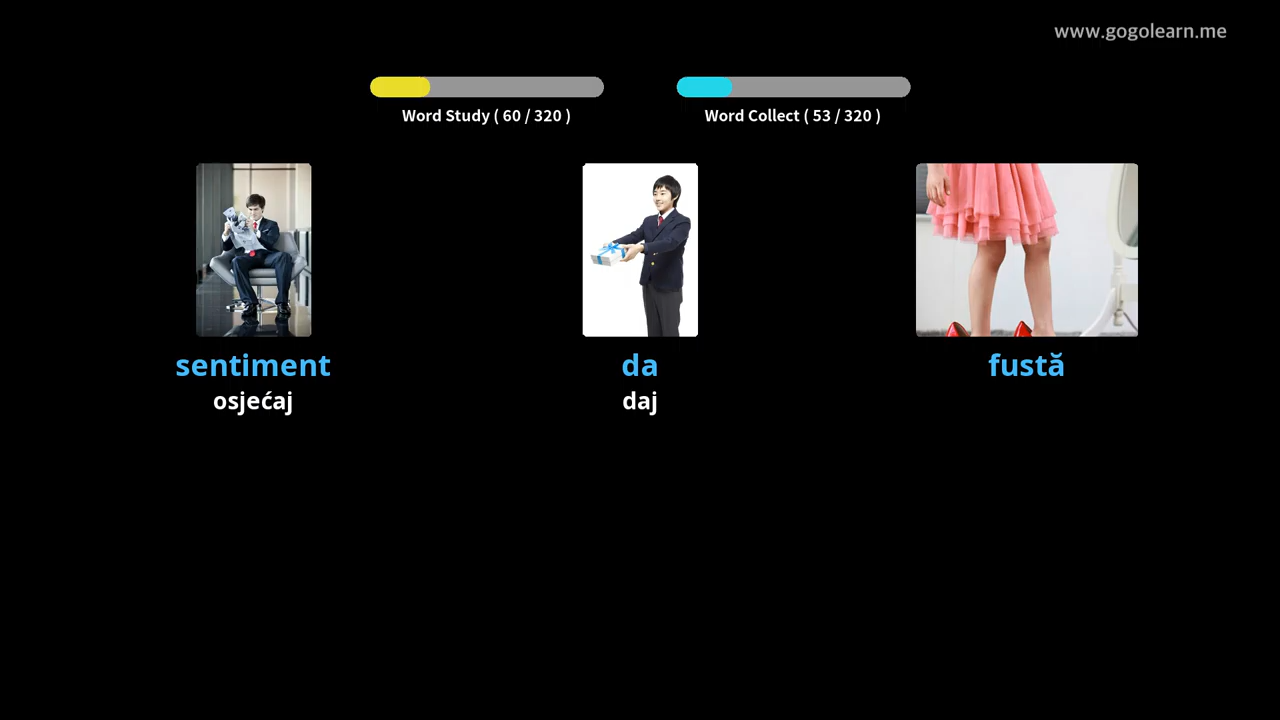 www.gogolearn.me
Word Study ( 60 / 320 )
Word Collect ( 53 / 320 )
sentiment
osjećaj
da
daj
fustă